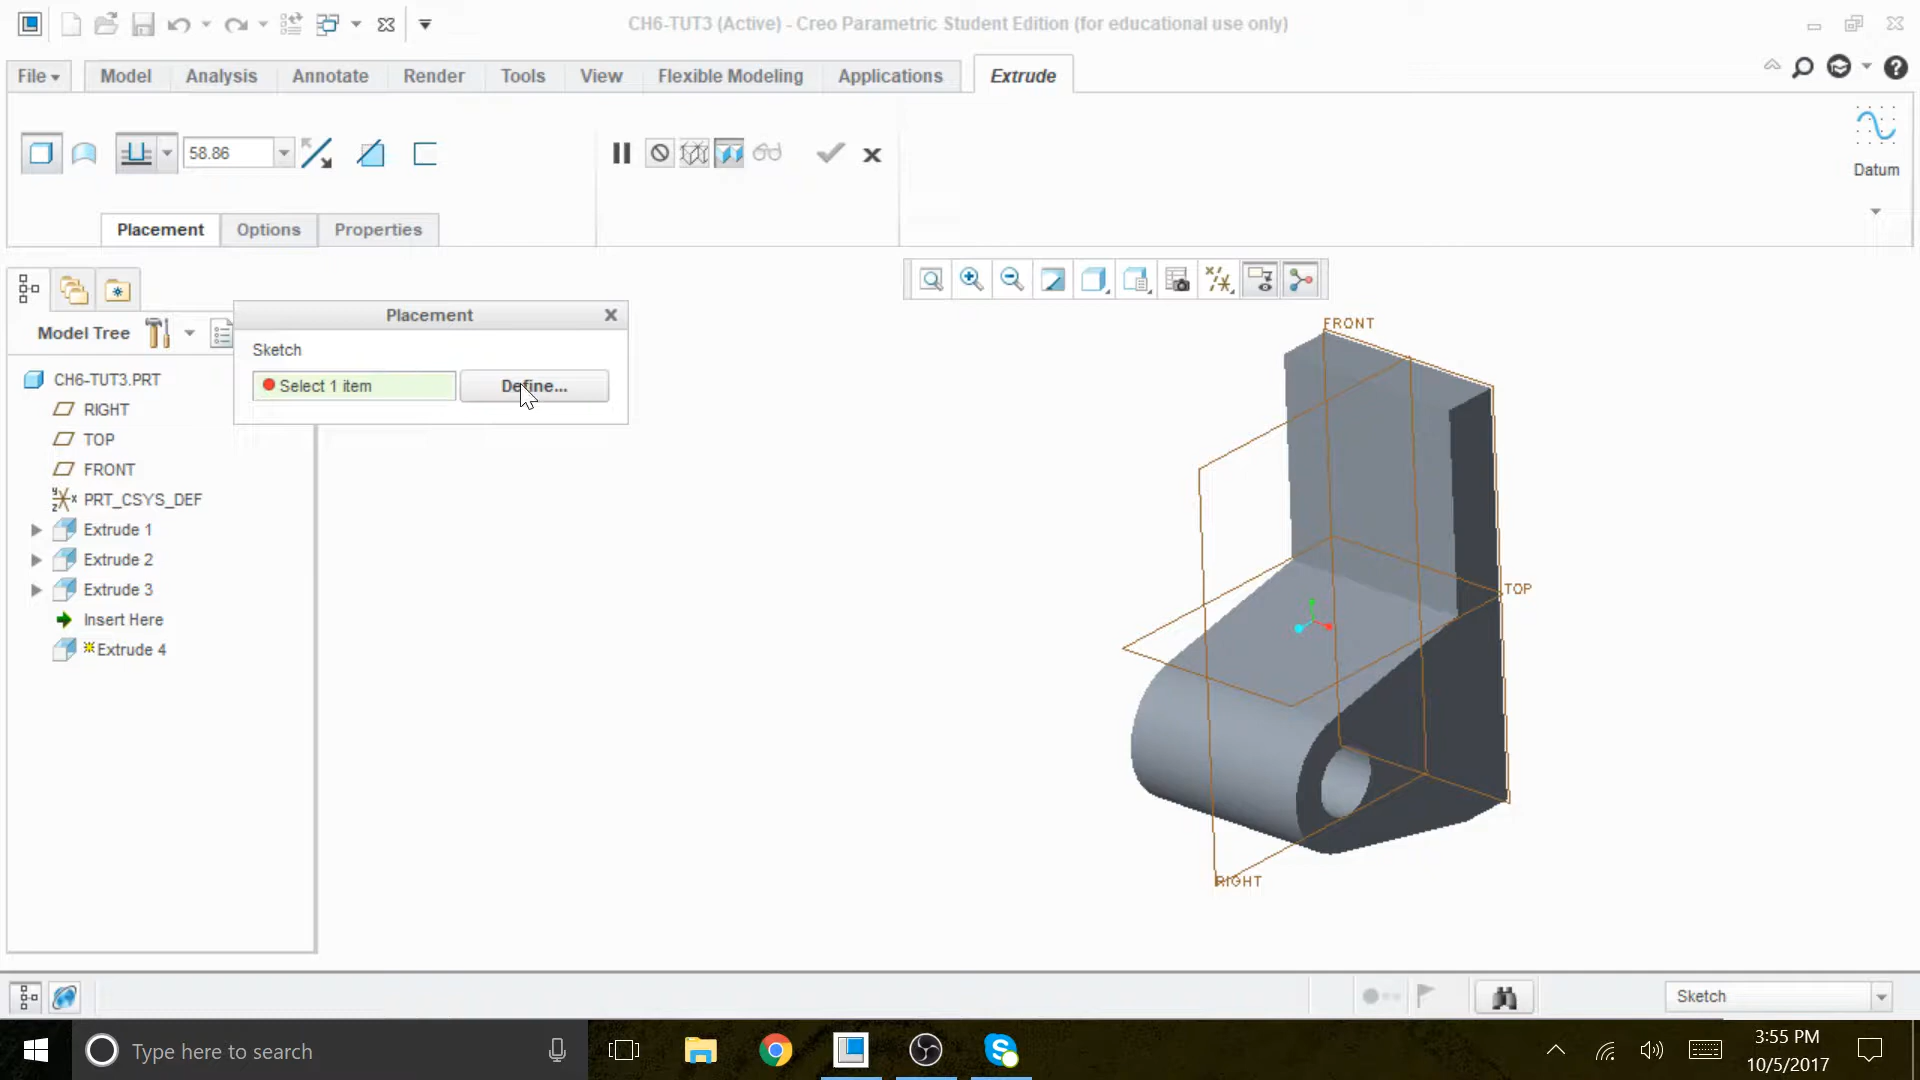 CH6-TUT3 (Active) - Creo Parametric Student Edition (for educational use only)
File Model Analysis Annotate Render Tools View Flexible Modeling Applications Extrude
58.86
Datum
Placement Options Properties
Placement
Model Tree
Sketch
Select 1 item
Define...
CH6-TUT3.PRT
RIGHT
TOP
FRONT
PRT_CSYS_DEF
Extrude 1
Extrude 2
Extrude 3
Insert Here
Extrude 4
FRONT
TOP
RIGHT
Sketch
Type here to search
3:55 PM
10/5/2017